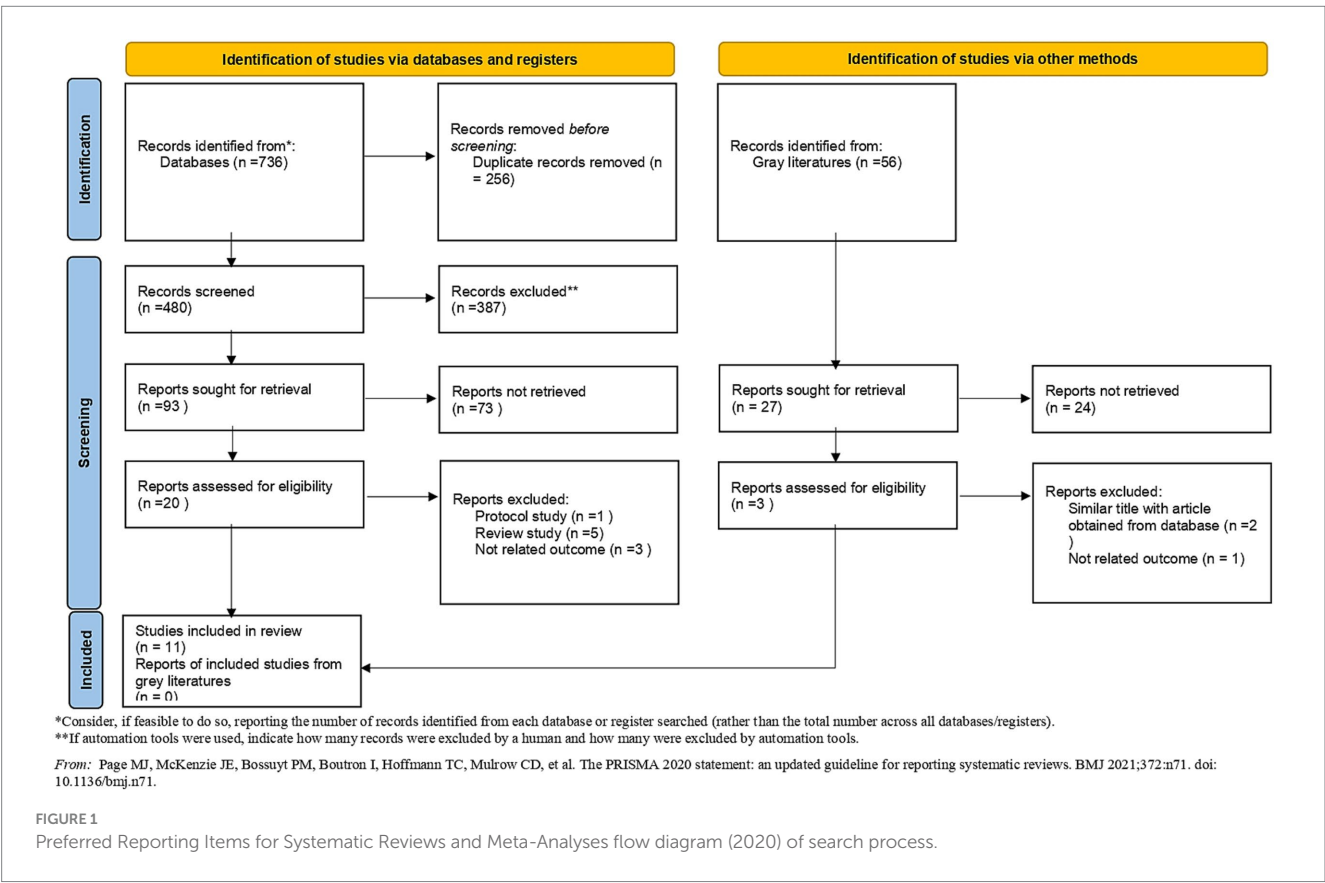 Identification of studies via databases and registers
Identification of studies via other methods
Identification
Records identified from*:
Databases (n =736)
Records removed before
screening:
Duplicate records removed (n
= 256)
Records identified from:
Gray literatures (n =56)
Screening
Records screened
(n =480)
Records excluded**
(n =387)
Reports sought for retrieval
(n =93 )
Reports not retrieved
(n =73 )
Reports sought for retrieval
(n = 27)
Reports not retrieved
(n = 24)
Reports assessed for eligibility
(n =20 )
Reports excluded:
Protocol study (n =1 )
Review study (n =5)
Not related outcome (n =3 )
Reports assessed for eligibility
(n =3 )
Reports excluded:
Similar title with article
obtained from database (n =2
)
Not related outcome (n = 1)
Included
Studies included in review
(n = 11)
Reports of included studies from
grey literatures
(n = 0)
*Consider, if feasible to do so, reporting the number of records identified from each database or register searched (rather than the total number across all databases/registers).
**If automation tools were used, indicate how many records were excluded by a human and how many were excluded by automation tools.
From: Page MJ, McKenzie JE, Bossuyt PM, Boutron I, Hoffmann TC, Mulrow CD, et al. The PRISMA 2020 statement: an updated guideline for reporting systematic reviews. BMJ 2021;372:n71. doi:
10.1136/bmj.n71.
FIGURE 1
Preferred Reporting Items for Systematic Reviews and Meta-Analyses flow diagram (2020) of search process.